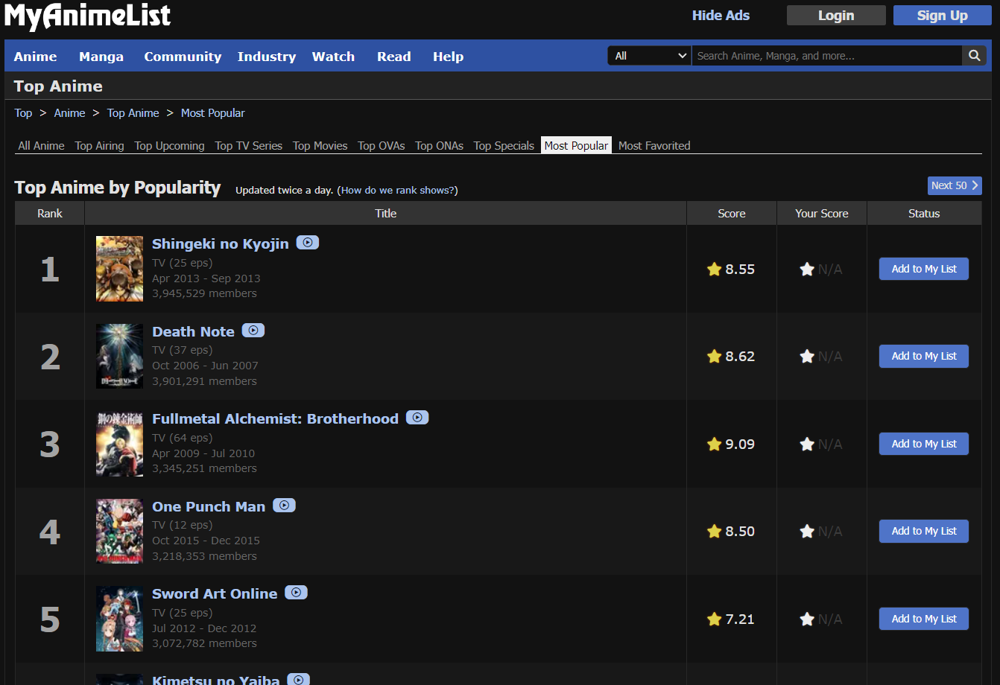 MyAnimeList
Hide Ads
Login
Sign Up
Anime Manga Community Industry Watch Read Help
All
Search Anime, Manga, and more...
Top Anime
Top > Anime > Top Anime > Most Popular
All Anime Top Airing Top Upcoming Top TV Series Top Movies Top OVAs Top ONAs Top Specials Most Popular Most Favorited
Top Anime by Popularity Updated twice a day. (How do we rank shows?) Next 50
Rank Title Score Your Score Status
1
Shingeki no Kyojin
TV (25 eps)
Apr 2013 - Sep 2013
3,945,529 members
8.55 N/A Add to My List
2
Death Note
TV (37 eps)
Oct 2006 - Jun 2007
3,901,291 members
8.62 N/A Add to My List
3
鋼の錬金術師
Fullmetal Alchemist: Brotherhood
TV (64 eps)
Apr 2009 - Jul 2010
3,345,251 members
9.09 N/A Add to My List
4
One Punch Man
TV (12 eps)
Oct 2015 - Dec 2015
3,218,353 members
8.50 N/A Add to My List
5
Sword Art Online
TV (25 eps)
Jul 2012 - Dec 2012
3,072,782 members
7.21 N/A Add to My List
Kimetsu no Yaiba